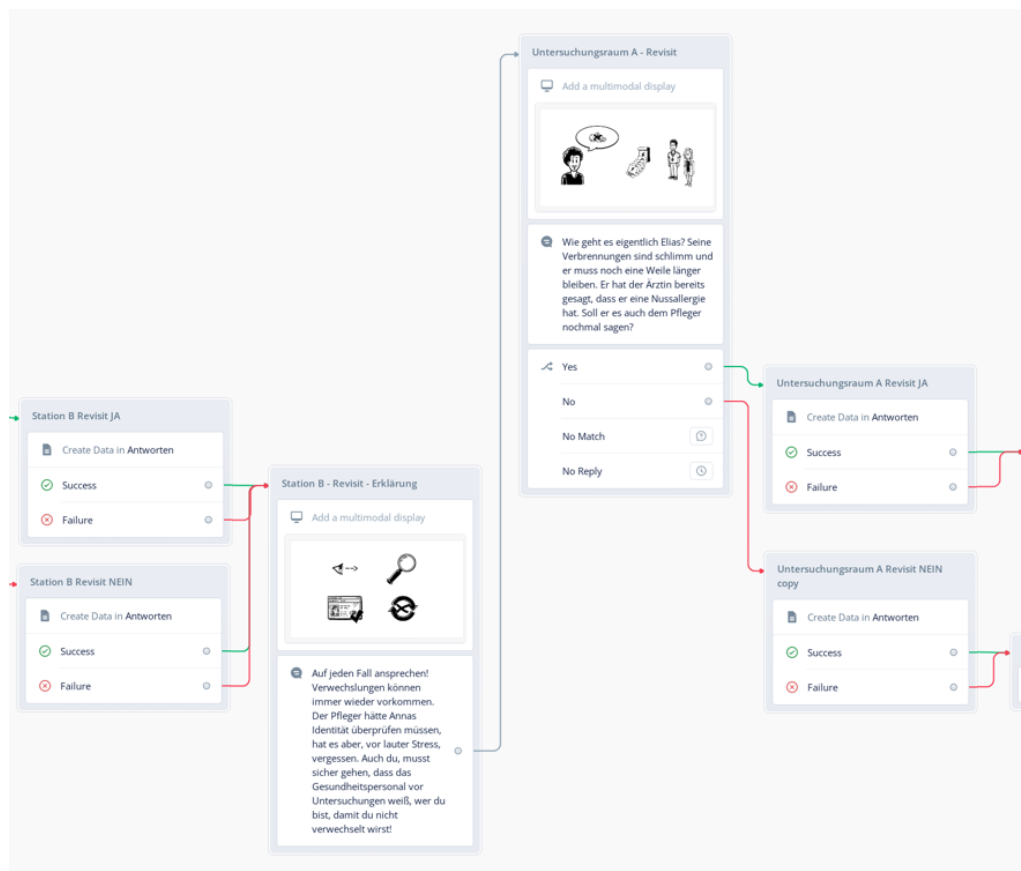 Untersuchungsraum A - Revisit
Add a multimodal display
Wie geht es eigentlich Elias? Seine
Verbrennungen sind schlimm und
er muss noch eine Weile länger
bleiben. Er hat der Ärztin bereits
gesagt, dass er eine Nussallergie
hat. Soll er es auch dem Pfleger
nochmal sagen?
Yes
No
No Match
No Reply
Station B Revisit JA
Create Data in Antworten
Success
Failure
Station B Revisit NEIN
Create Data in Antworten
Success
Failure
Station B - Revisit - Erklärung
Add a multimodal display
Auf jeden Fall ansprechen!
Verwechslungen können
immer wieder vorkommen.
Der Pfleger hätte Annas
Identität überprüfen müssen,
hat es aber, vor lauter Stress,
vergessen. Auch du, musst
sicher gehen, dass das
Gesundheitspersonal vor
Untersuchungen weiß, wer du
bist, damit du nicht
verwechselt wirst!
Untersuchungsraum A Revisit JA
Create Data in Antworten
Success
Failure
Untersuchungsraum A Revisit NEIN
copy
Create Data in Antworten
Success
Failure